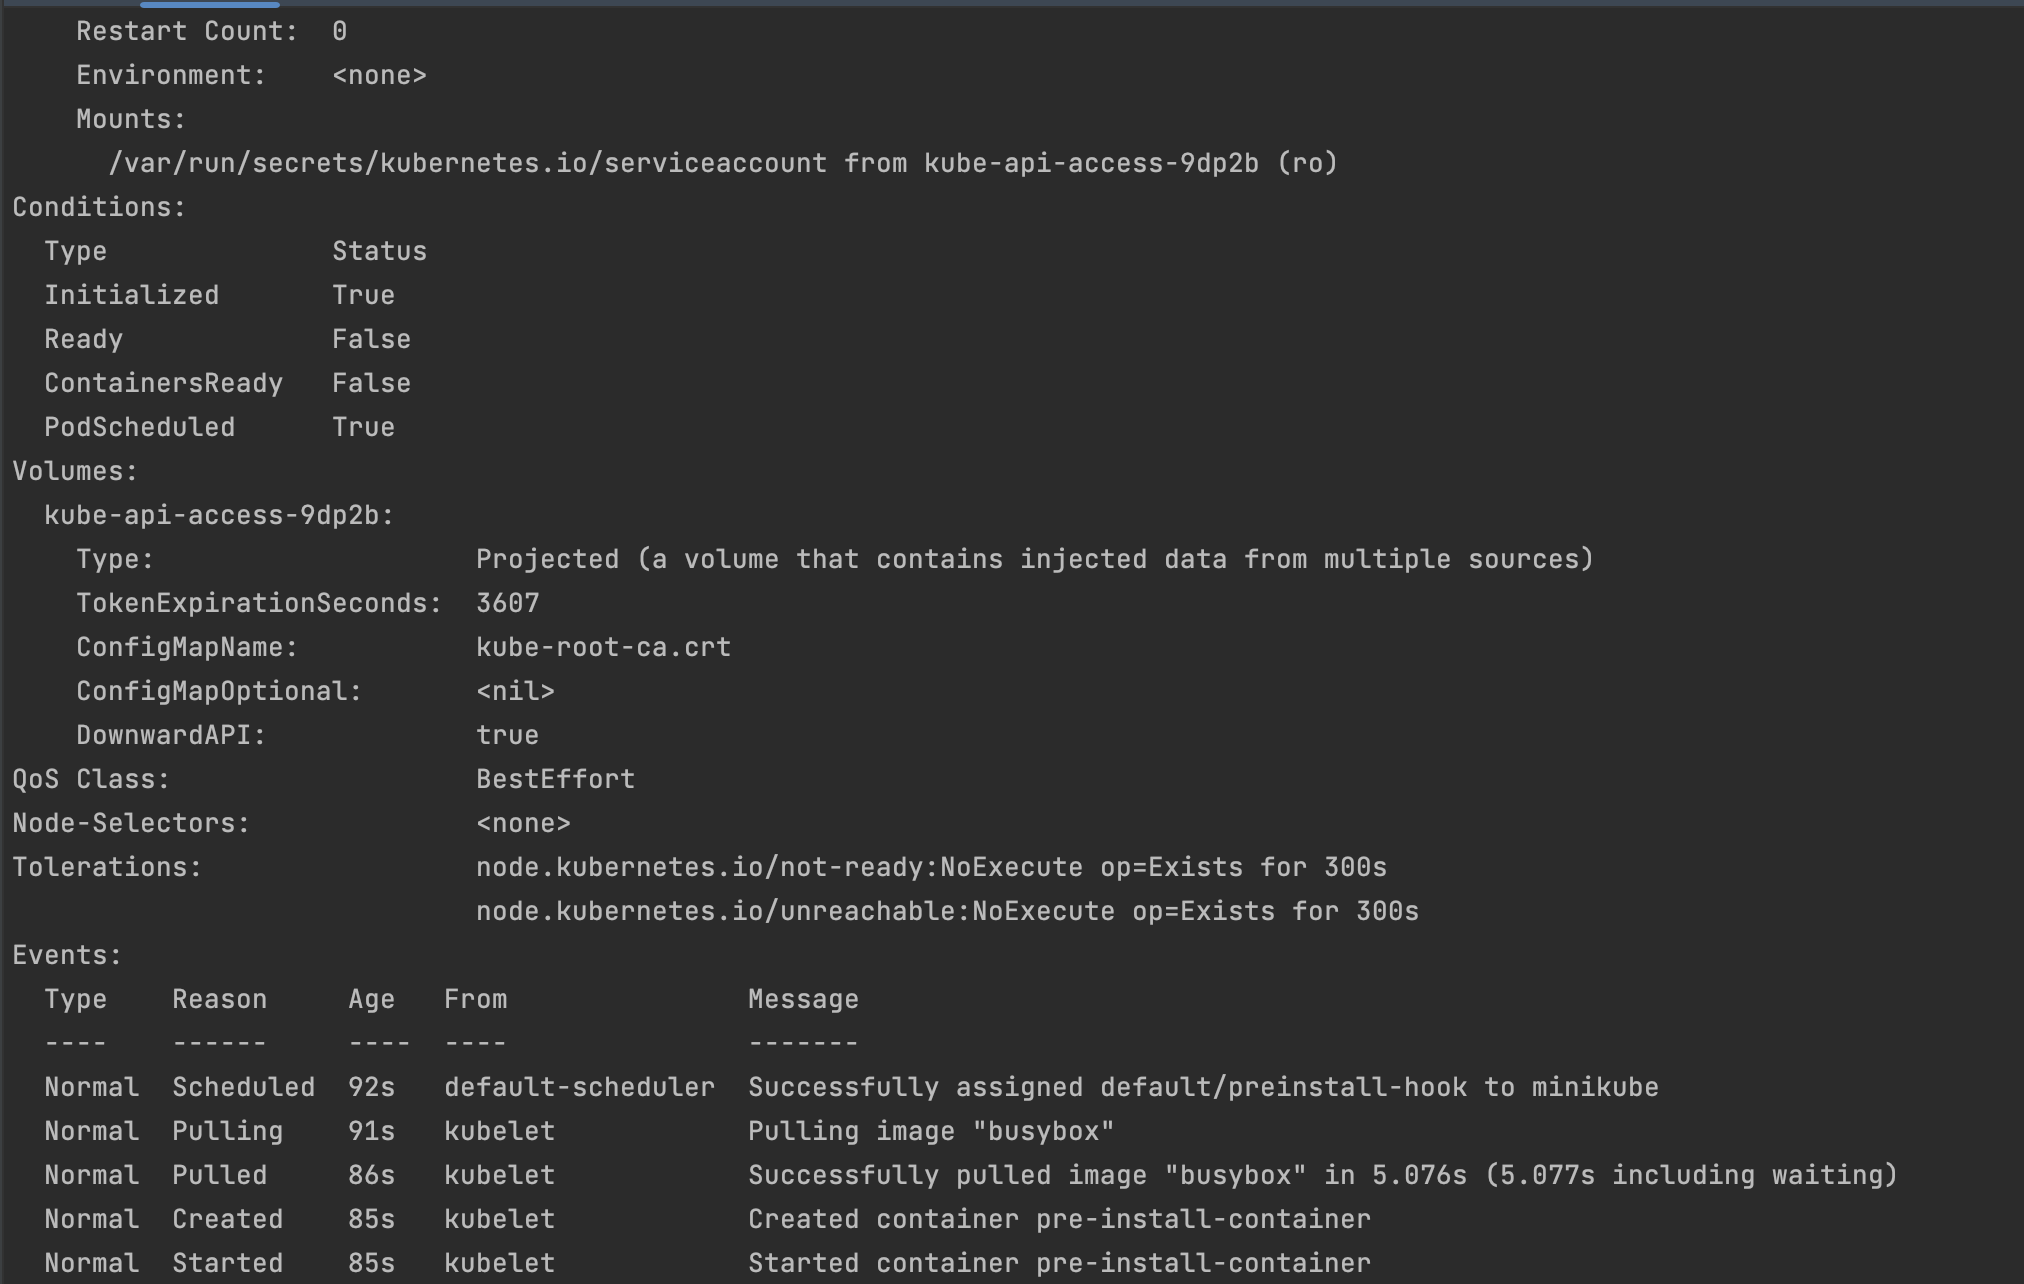 Restart Count:  0
Environment:    <none>
Mounts:
/var/run/secrets/kubernetes.io/serviceaccount from kube-api-access-9dp2b (ro)
Conditions:
Type              Status
Initialized       True
Ready             False
ContainersReady   False
PodScheduled      True
Volumes:
kube-api-access-9dp2b:
Type:                    Projected (a volume that contains injected data from multiple sources)
TokenExpirationSeconds:  3607
ConfigMapName:           kube-root-ca.crt
ConfigMapOptional:       <nil>
DownwardAPI:             true
QoS Class:                   BestEffort
Node-Selectors:              <none>
Tolerations:                 node.kubernetes.io/not-ready:NoExecute op=Exists for 300s
node.kubernetes.io/unreachable:NoExecute op=Exists for 300s
Events:
Type    Reason     Age   From               Message
----    ------     ----  ----               -------
Normal  Scheduled  92s   default-scheduler  Successfully assigned default/preinstall-hook to minikube
Normal  Pulling    91s   kubelet            Pulling image "busybox"
Normal  Pulled     86s   kubelet            Successfully pulled image "busybox" in 5.076s (5.077s including waiting)
Normal  Created    85s   kubelet            Created container pre-install-container
Normal  Started    85s   kubelet            Started container pre-install-container